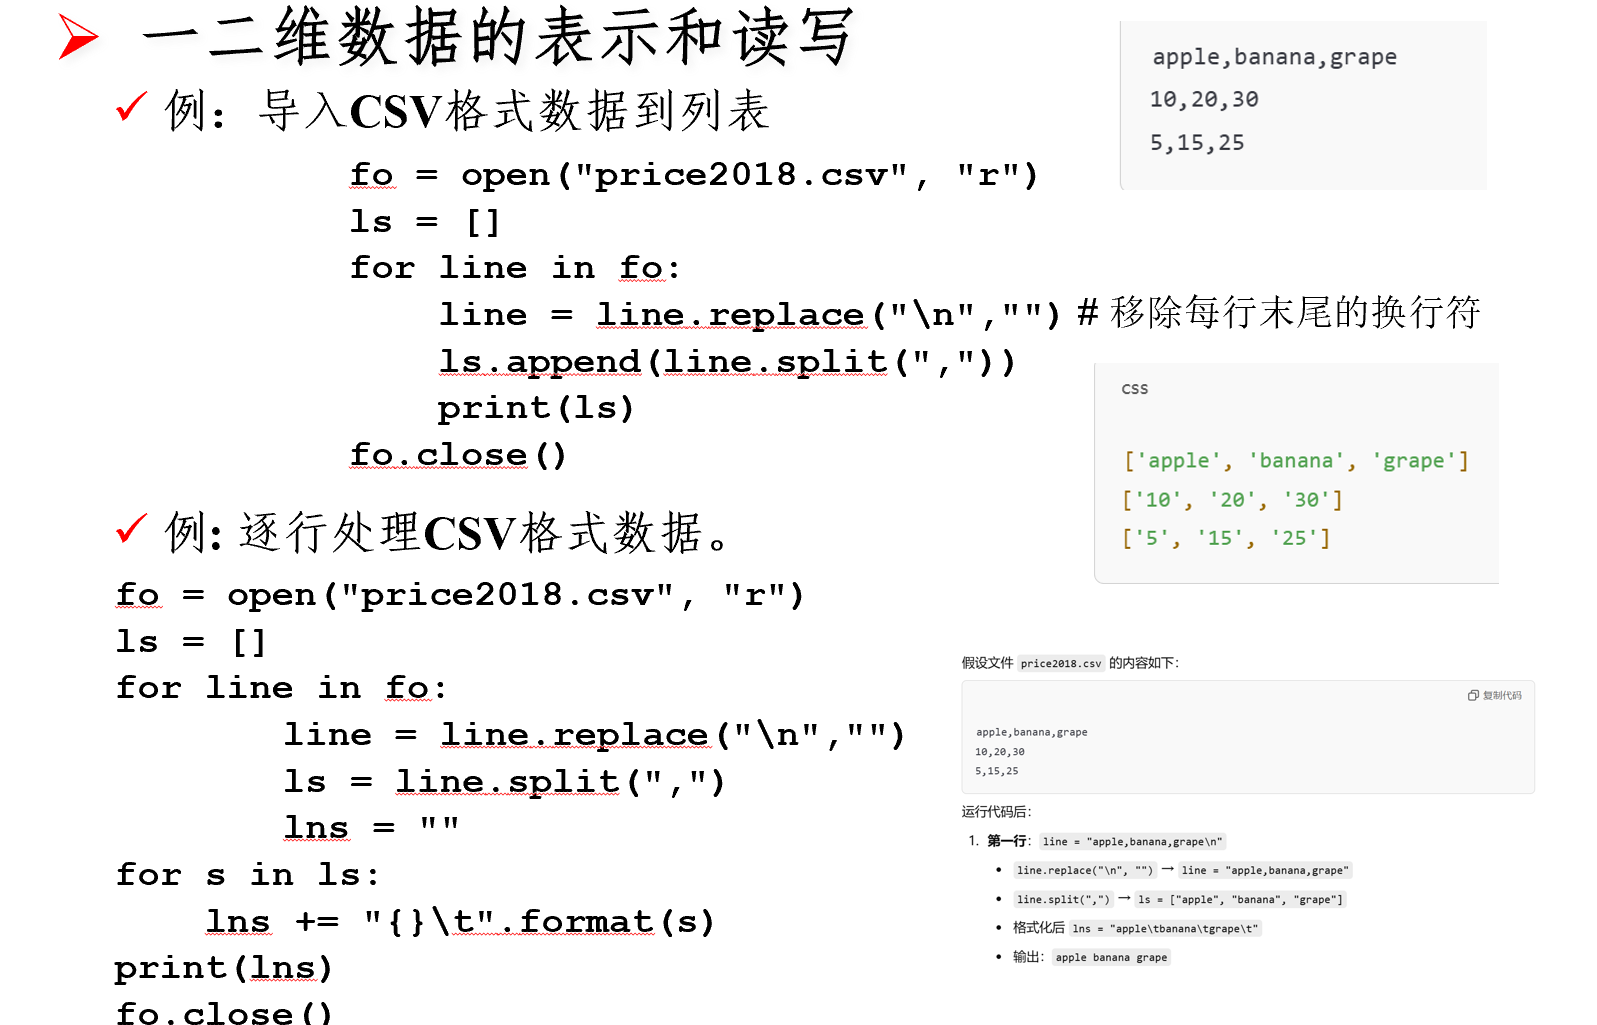 一二维数据的表示和读写
例：导入CSV格式数据到列表
fo = open("price2018.csv", "r")
ls = []
for line in fo:
line = line.replace("\n","") # 移除每行末尾的换行符
ls.append(line.split(","))
print(ls)
fo.close()
apple,banana,grape
10,20,30
5,15,25
css
['apple', 'banana', 'grape']
['10', '20', '30']
['5', '15', '25']
例: 逐行处理CSV格式数据。
fo = open("price2018.csv", "r")
ls = []
for line in fo:
line = line.replace("\n","")
ls = line.split(",")
lns = ""
for s in ls:
lns += "{}\t".format(s)
print(lns)
fo.close()
假设文件 price2018.csv 的内容如下：
复制代码
apple,banana,grape
10,20,30
5,15,25
运行代码后：
1. 第一行： line = "apple,banana,grape\n"
• line.replace("\n", "") → line = "apple,banana,grape"
• line.split(",") → ls = ["apple", "banana", "grape"]
• 格式化后 lns = "apple\tbanana\tgrape\t"
• 输出： apple banana grape